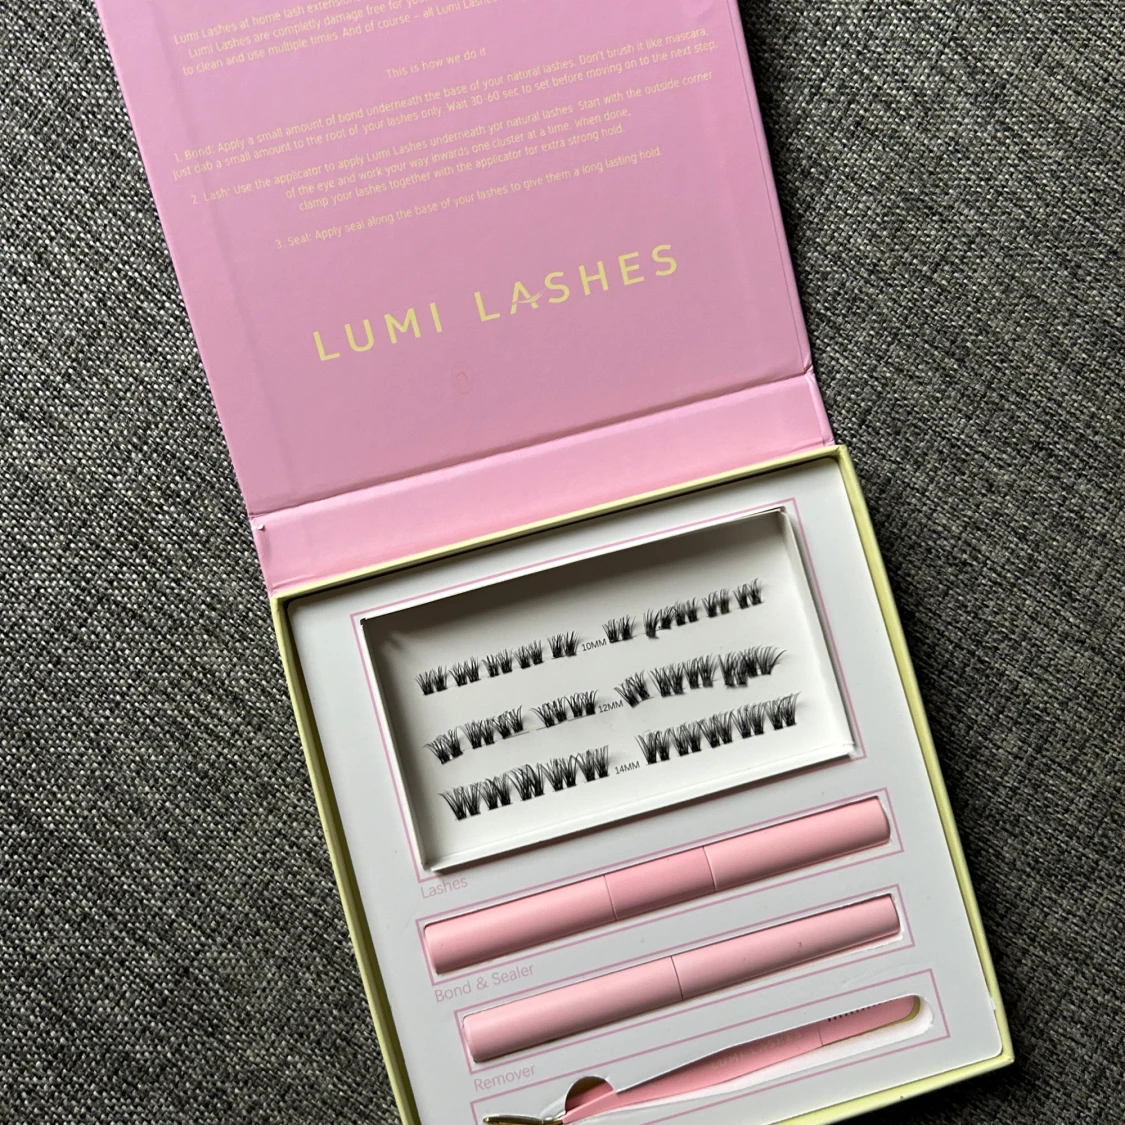 Lumi Lashes at home lash extensions
Lumi Lashes are completly damage free for
to clean and use multiple times. And of course – all Lumi Lashes
This is how we do it
1. Bond: Apply a small amount of bond underneath the base of your natural lashes. Don't brush it like mascara,
just dab a small amount to the root of your lashes only. Wait 30-60 sec to set before moving on to the next step.
2. Lash: Use the applicator to apply Lumi Lashes underneath yor natural lashes. Start with the outside corner
of the eye and work your way inwards one cluster at a time. When done,
clamp your lashes together with the applicator for extra strong hold.
3. Seal: Apply seal along the base of your lashes to give them a long lasting hold.
LUMI LASHES
10MM
12MM
14MM
Lashes
Bond & Sealer
Remover